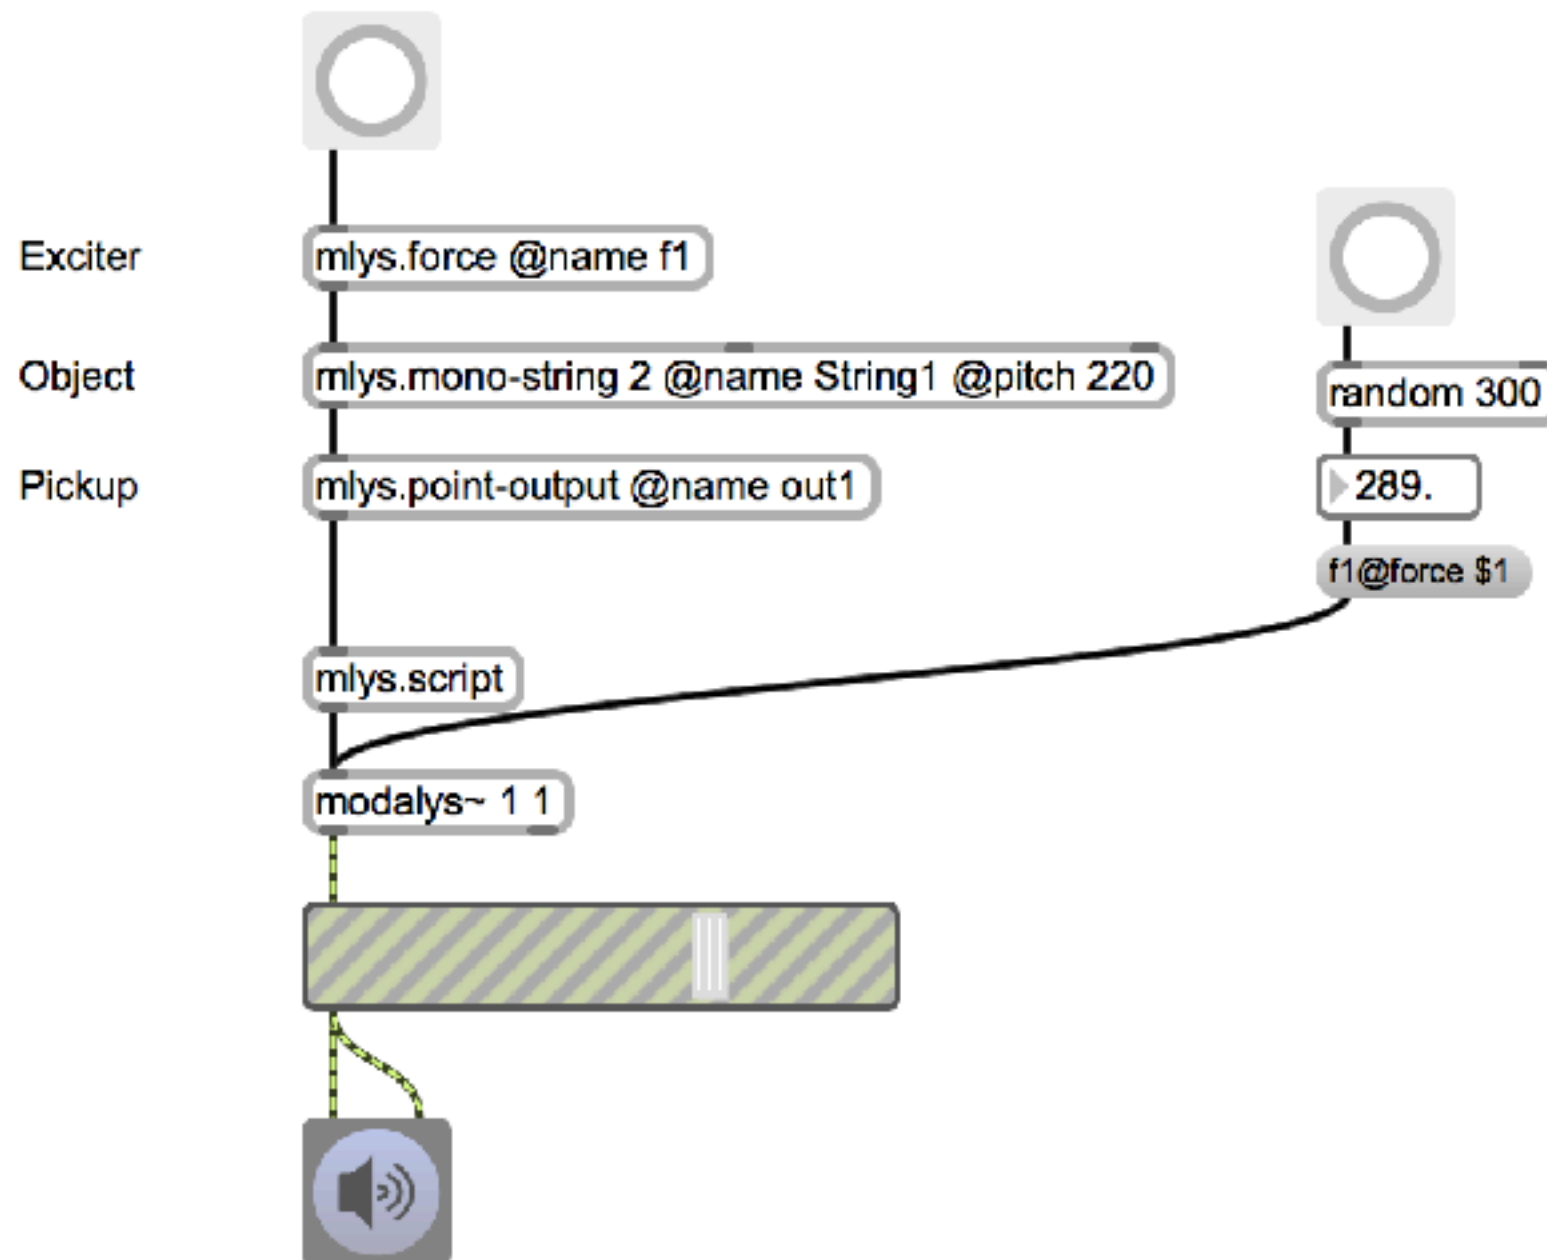 Exciter
mlys.force @name f1
Object
mlys.mono-string 2 @name String1 @pitch 220
random 300
Pickup
mlys.point-output @name out1
289.
f1@force $1
mlys.script
modalys~ 1 1